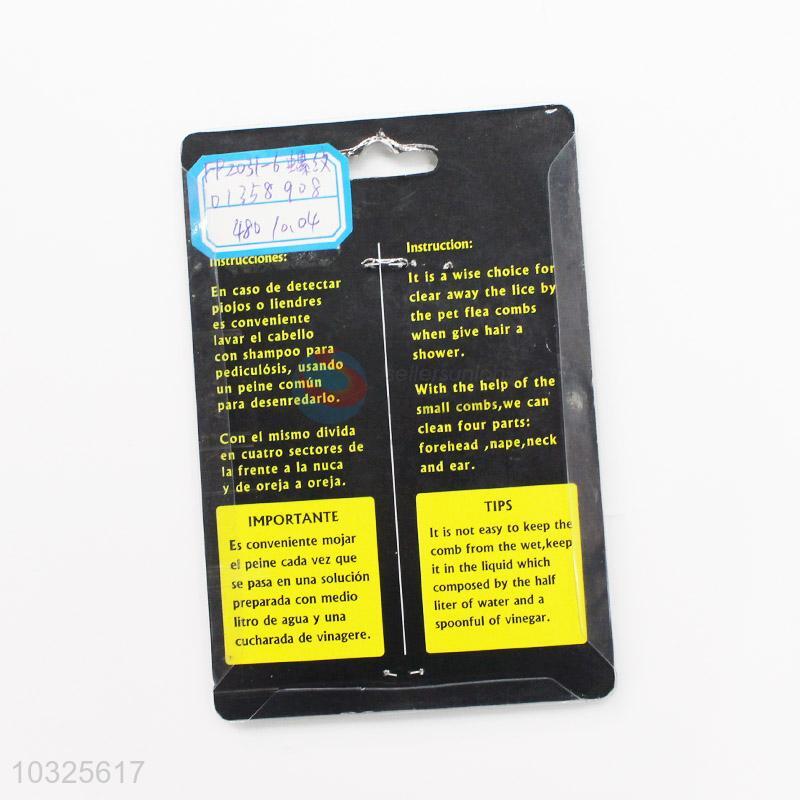 01358908
480 10.04
Instrucciones:
En caso de detectar
piojos o liendres
es conveniente
lavar el cabello
con shampoo para
pediculósis, usando
un peine común
para desenredarlo.
Con el mismo divida
en cuatro sectores de
la frente a la nuca
y de oreja a oreja.
IMPORTANTE
Es conveniente mojar
el peine cada vez que
se pasa en una solución
preparada con medio
litro de agua y una
cucharada de vinagere.
Instruction:
It is a wise choice for
clear away the lice by
the pet flea combs
when give hair a
shower.
With the help of the
small combs,we can
clean four parts:
forehead ,nape,neck
and ear.
TIPS
It is not easy to keep the
comb from the wet,keep
it in the liquid which
composed by the half
liter of water and a
spoonful of vinegar.
10325617